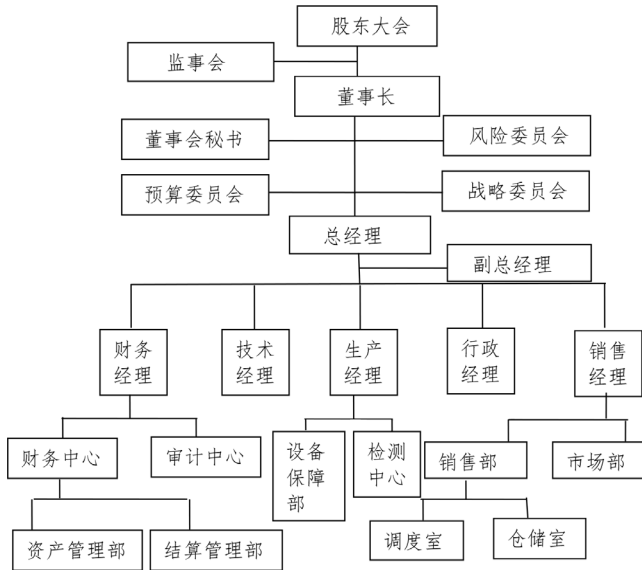 股东大会
监事会
董事长
董事会秘书
风险委员会
预算委员会
战略委员会
总经理
副总经理
财务
经理
技术
经理
生产
经理
行政
经理
销售
经理
财务中心
审计中心
设备
保障
部
检测
中心
销售部
市场部
资产管理部
结算管理部
调度室
仓储室